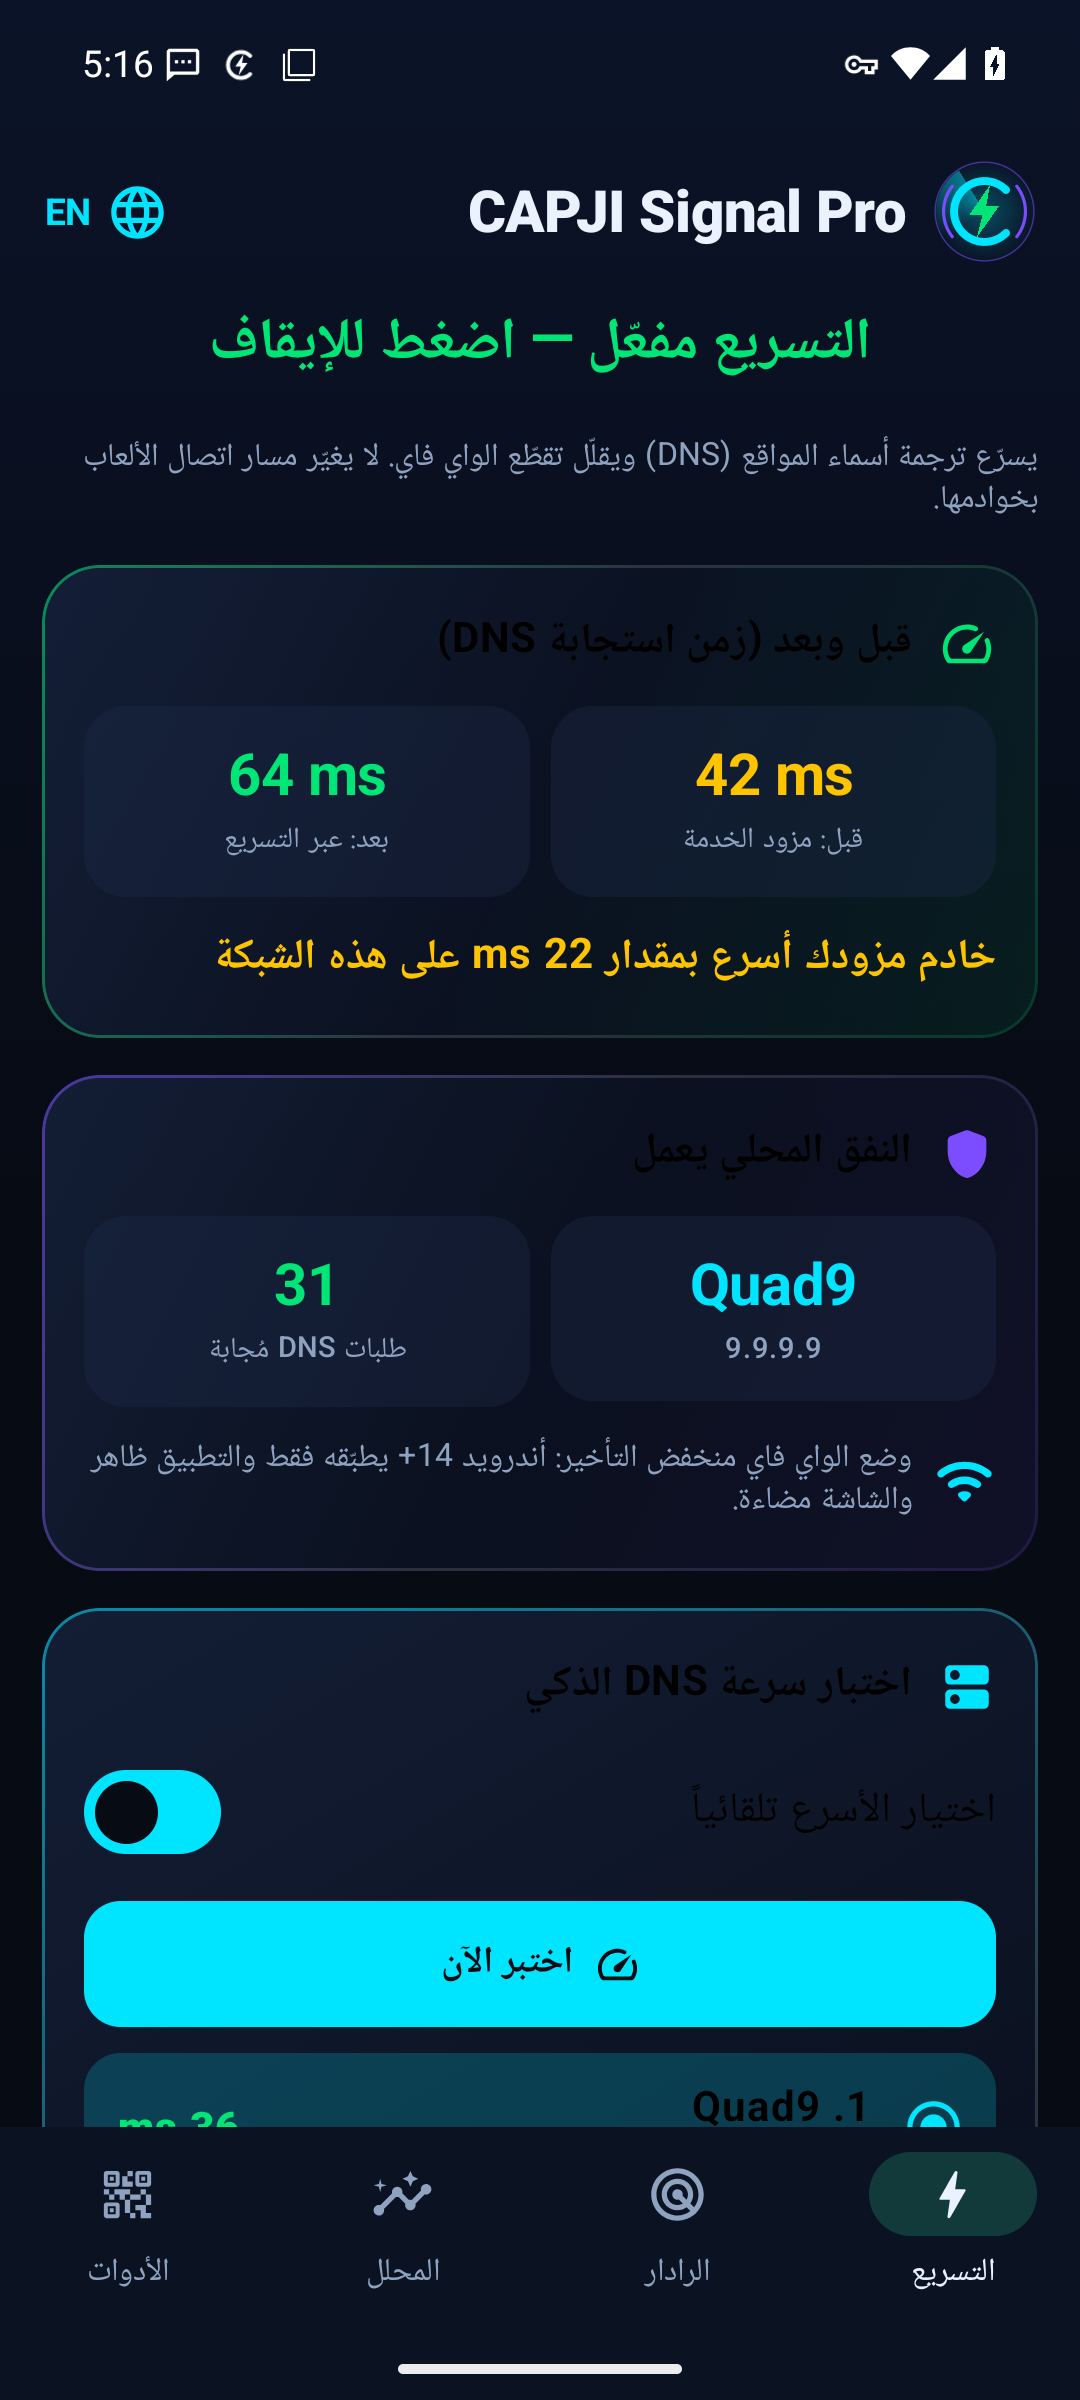 5:16
CAPJI Signal Pro
EN
التسريع مفعّل — اضغط للإيقاف
يسرّع ترجمة أسماء المواقع (DNS) ويقلّل تقطّع الواي فاي. لا يغيّر مسار اتصال الألعاب
بخوادمها.
قبل وبعد (زمن استجابة DNS)
42 ms
قبل: مزود الخدمة
64 ms
بعد: عبر التسريع
خادم مزودك أسرع بمقدار 22 ms على هذه الشبكة
النفق المحلي يعمل
Quad9
9.9.9.9
31
طلبات DNS مُجابة
وضع الواي فاي منخفض التأخير: أندرويد 14+ يطبّقه فقط والتطبيق ظاهر
والشاشة مضاءة.
اختبار سرعة DNS الذكي
اختيار الأسرع تلقائياً
اختبر الآن
1. Quad9
36 ms
التسريع
الرادار
المحلل
الأدوات